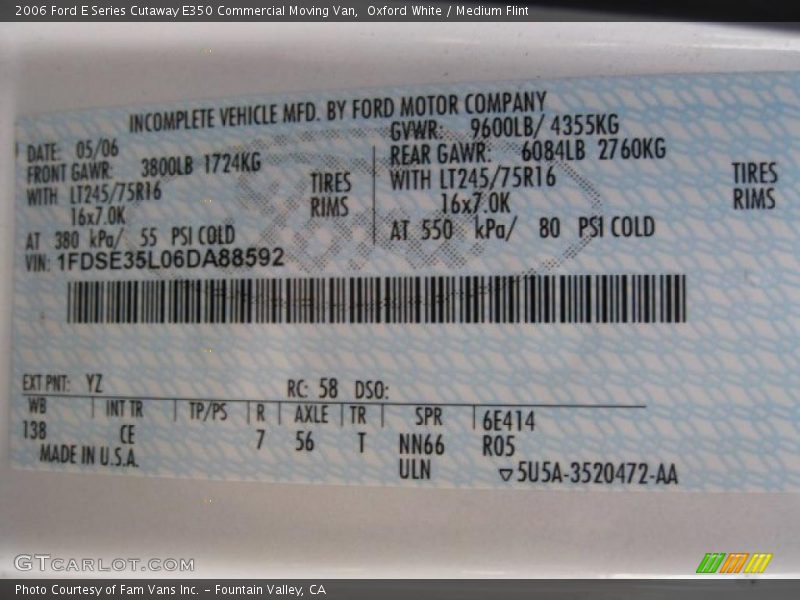 2006 Ford E Series Cutaway E350 Commercial Moving Van, Oxford White / Medium Flint
INCOMPLETE VEHICLE MFD. BY FORD MOTOR COMPANY
DATE: 05/06 GVWR: 9600LB/ 4355KG
FRONT GAWR: 3800LB 1724KG REAR GAWR: 6084LB 2760KG
WITH LT245/75R16 TIRES WITH LT245/75R16 TIRES
16x7.0K RIMS 16x7.0K RIMS
AT 380 kPa/ 55 PSI COLD AT 550 kPa/ 80 PSI COLD
VIN: 1FDSE35L06DA88592
EXT PNT: YZ RC: 58 DSO:
WB INT TR TP/PS R AXLE TR SPR 6E414
138 CE 7 56 T NN66 R05
MADE IN U.S.A. ULN ▽5U5A-3520472-AA
GTCARLOT.COM
Photo Courtesy of Fam Vans Inc. - Fountain Valley, CA